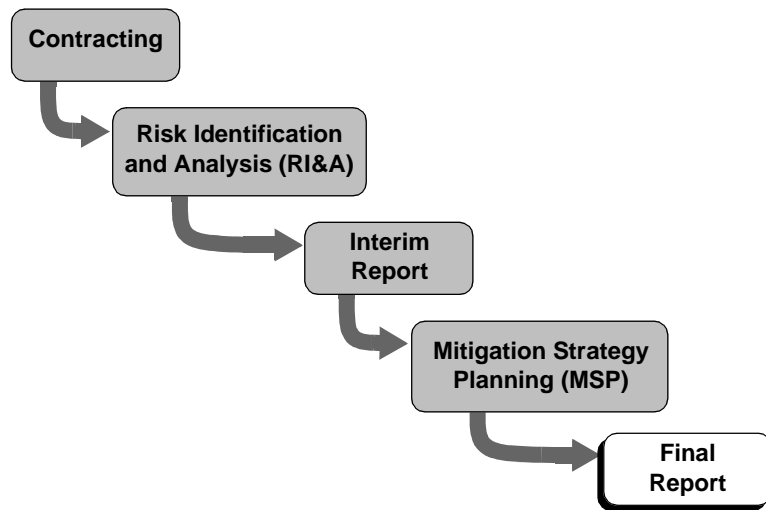 Contracting
Risk Identification
and Analysis (RI&A)
Interim
Report
Mitigation Strategy
Planning (MSP)
Final
Report